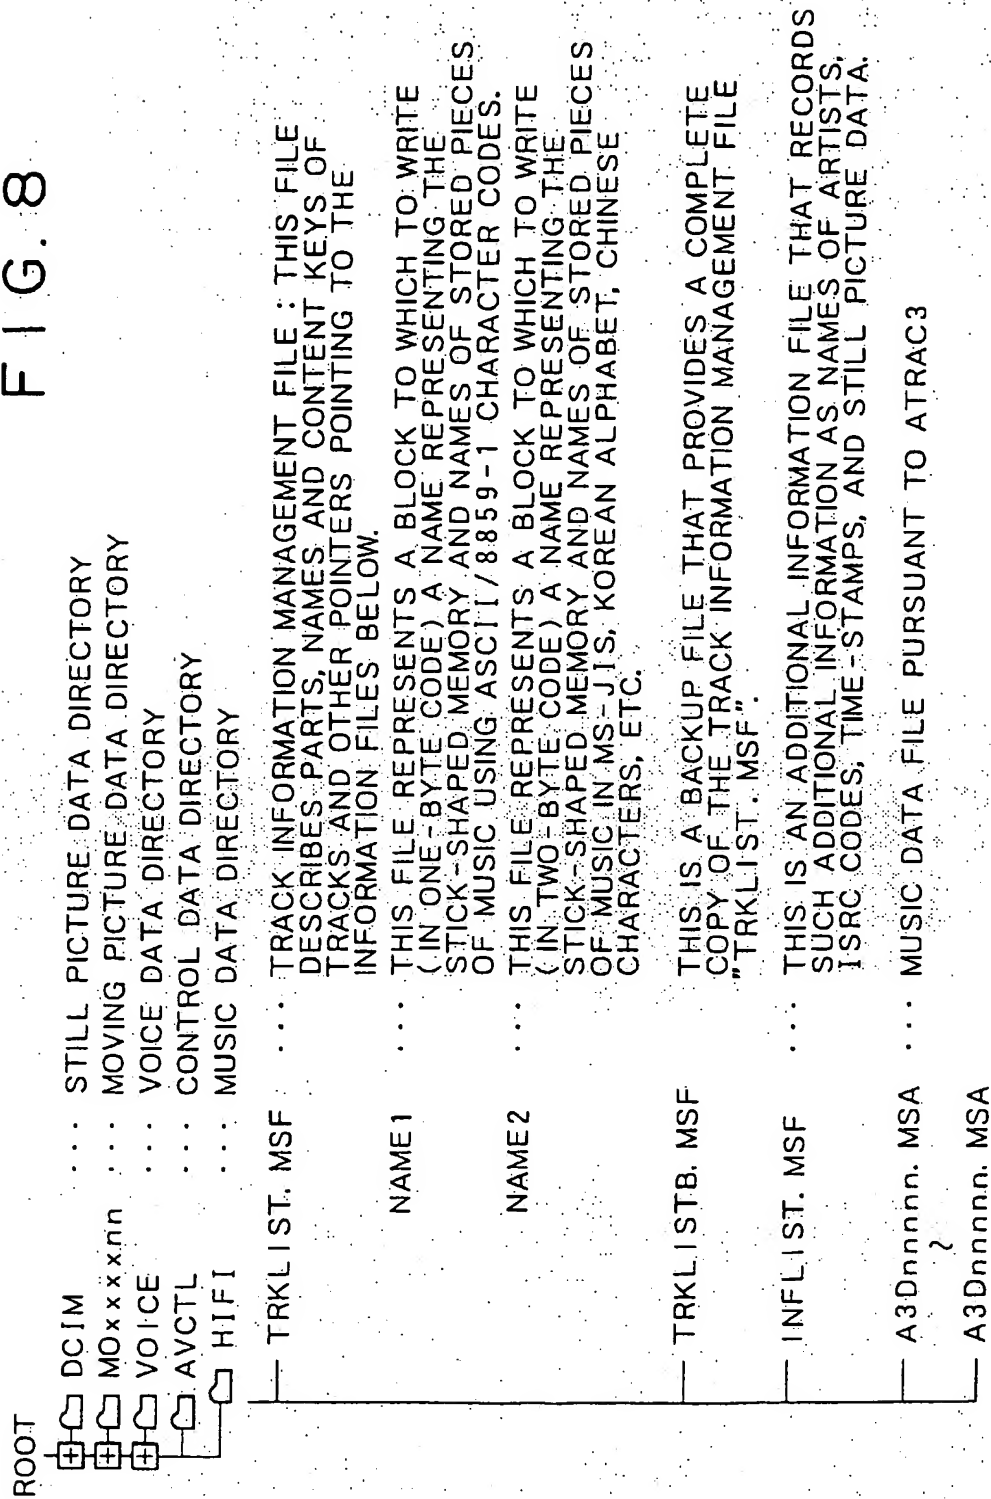 FIG. 8
ROOT
DCIM ... STILL PICTURE DATA DIRECTORY
MOxxxxnn ... MOVING PICTURE DATA DIRECTORY
VOICE ... VOICE DATA DIRECTORY
AVCTL ... CONTROL DATA DIRECTORY
HIFI ... MUSIC DATA DIRECTORY
TRKLIST. MSF ... TRACK INFORMATION MANAGEMENT FILE : THIS FILE
DESCRIBES PARTS, NAMES AND CONTENT KEYS OF
TRACKS AND OTHER POINTERS POINTING TO THE
INFORMATION FILES BELOW.
NAME1 ... THIS FILE REPRESENTS A BLOCK TO WHICH TO WRITE
(IN ONE-BYTE CODE) A NAME REPRESENTING THE
STICK-SHAPED MEMORY AND NAMES OF STORED PIECES
OF MUSIC USING ASCII/8859-1 CHARACTER CODES.
NAME2 ... THIS FILE REPRESENTS A BLOCK TO WHICH TO WRITE
(IN TWO-BYTE CODE) A NAME REPRESENTING THE
STICK-SHAPED MEMORY AND NAMES OF STORED PIECES
OF MUSIC IN MS-JIS, KOREAN ALPHABET, CHINESE
CHARACTERS, ETC.
TRKLISTB. MSF THIS IS A BACKUP FILE THAT PROVIDES A COMPLETE
COPY OF THE TRACK INFORMATION MANAGEMENT FILE
"TRKLIST. MSF".
INFLIST. MSF ... THIS IS AN ADDITIONAL INFORMATION FILE THAT RECORDS
SUCH ADDITIONAL INFORMATION AS NAMES OF ARTISTS,
ISRC CODES, TIME-STAMPS, AND STILL PICTURE DATA.
A3Dnnnnn. MSA ... MUSIC DATA FILE PURSUANT TO ATRAC3
~
A3Dnnnnn. MSA